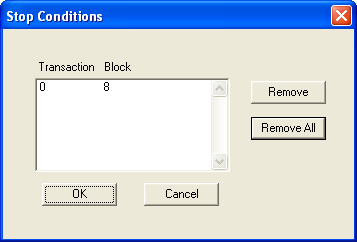 Stop Conditions
Transaction Block
0 8
Remove
Remove All
OK Cancel